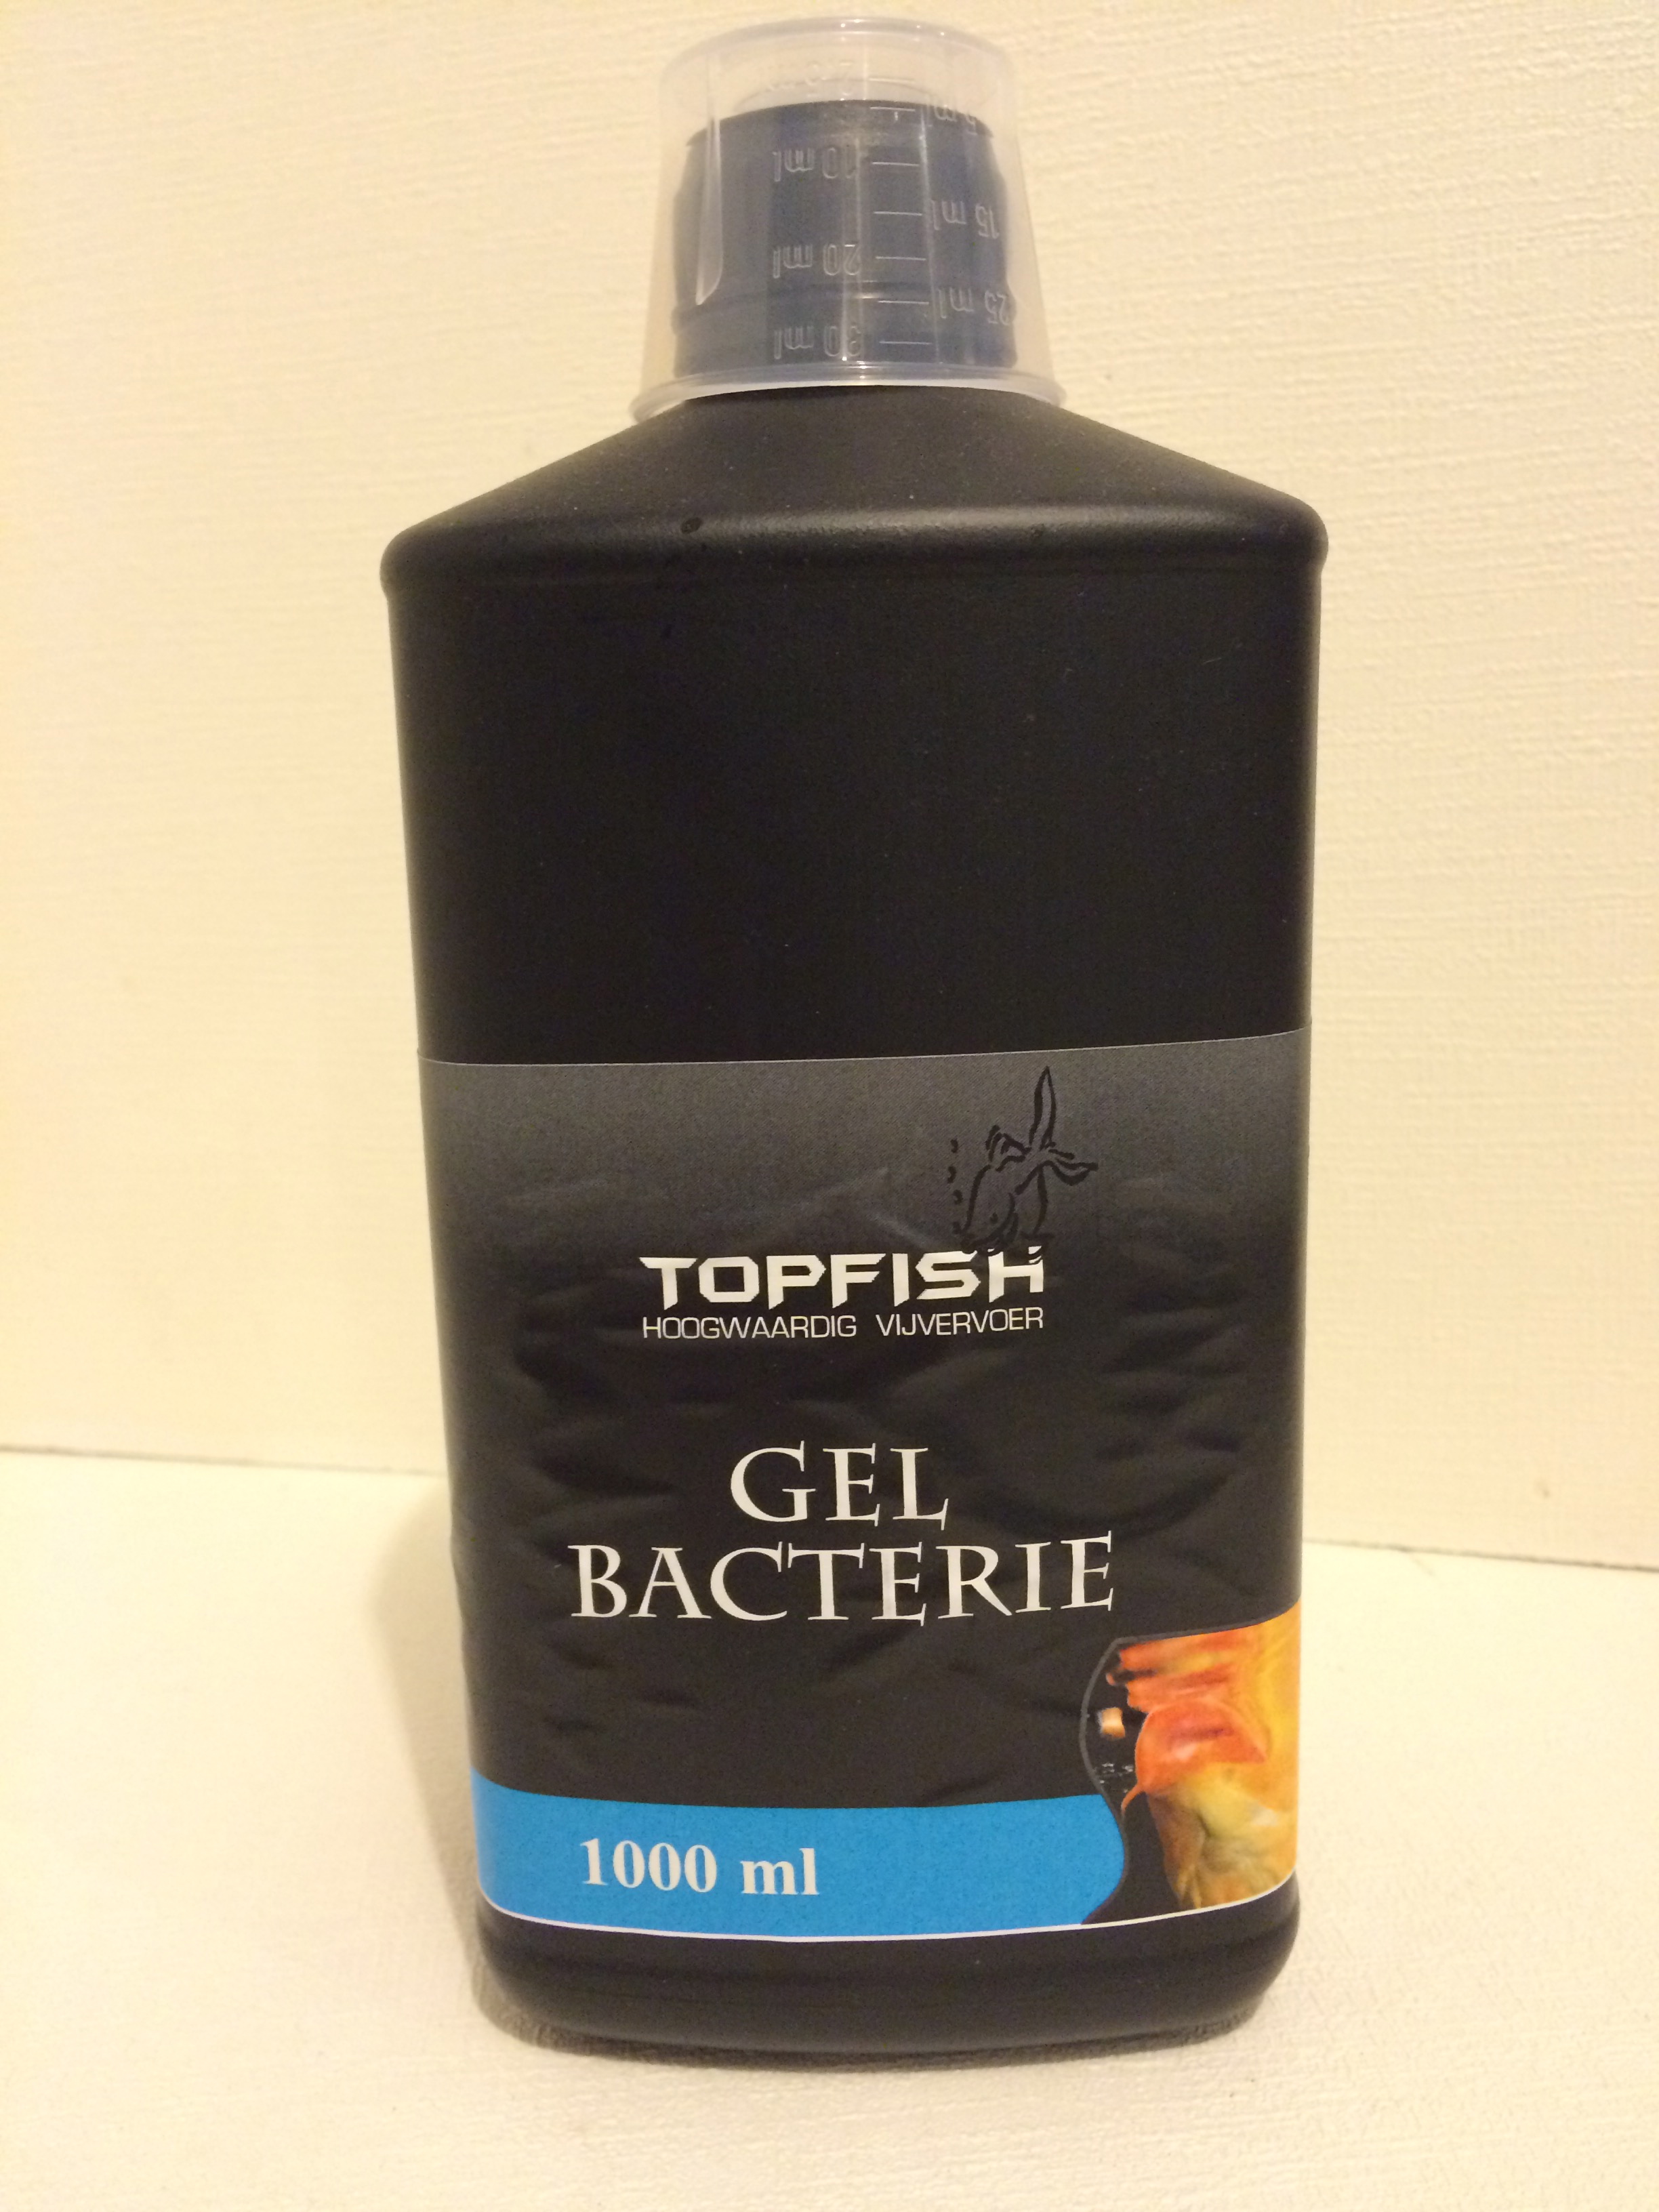 10 ml
15 ml
20 ml
25 ml
30 ml
TOPFISH
HOOGWAARDIG VIJVERVOER
GEL
BACTERIE
1000 ml